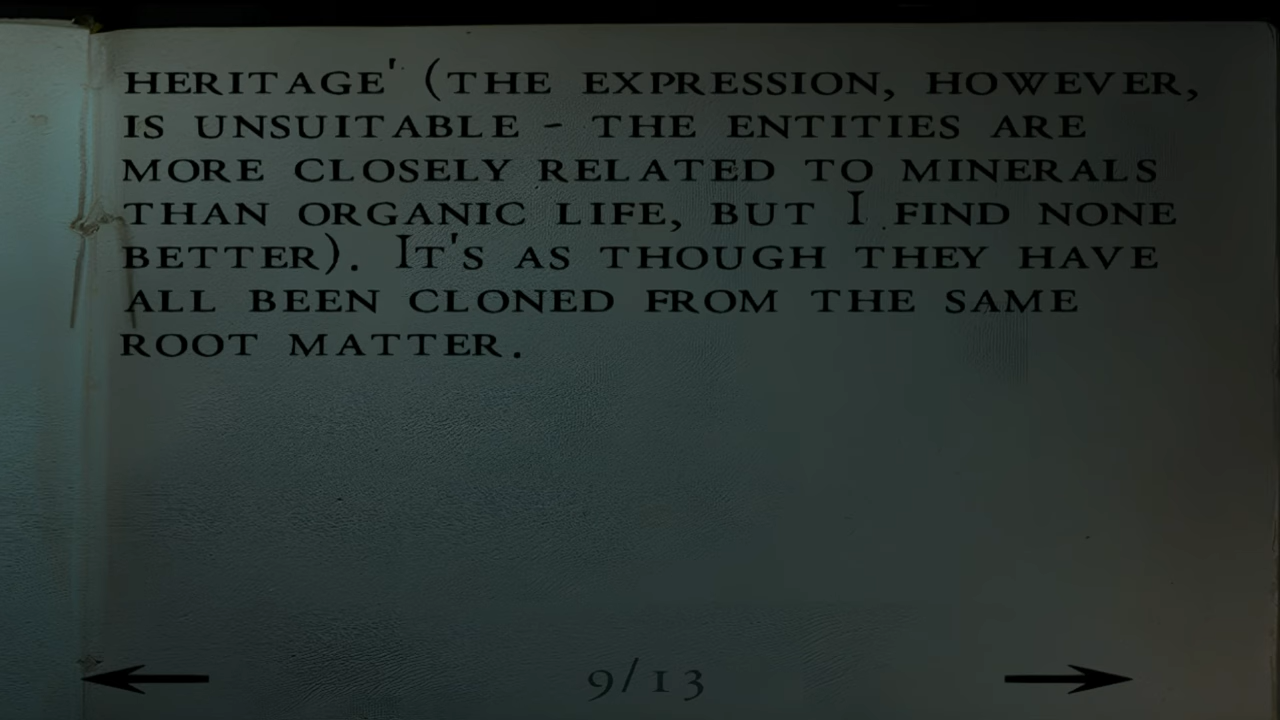 HERITAGE' (THE EXPRESSION, HOWEVER,
IS UNSUITABLE - THE ENTITIES ARE
MORE CLOSELY RELATED TO MINERALS
THAN ORGANIC LIFE, BUT I FIND NONE
BETTER). IT'S AS THOUGH THEY HAVE
ALL BEEN CLONED FROM THE SAME
ROOT MATTER.
9/13